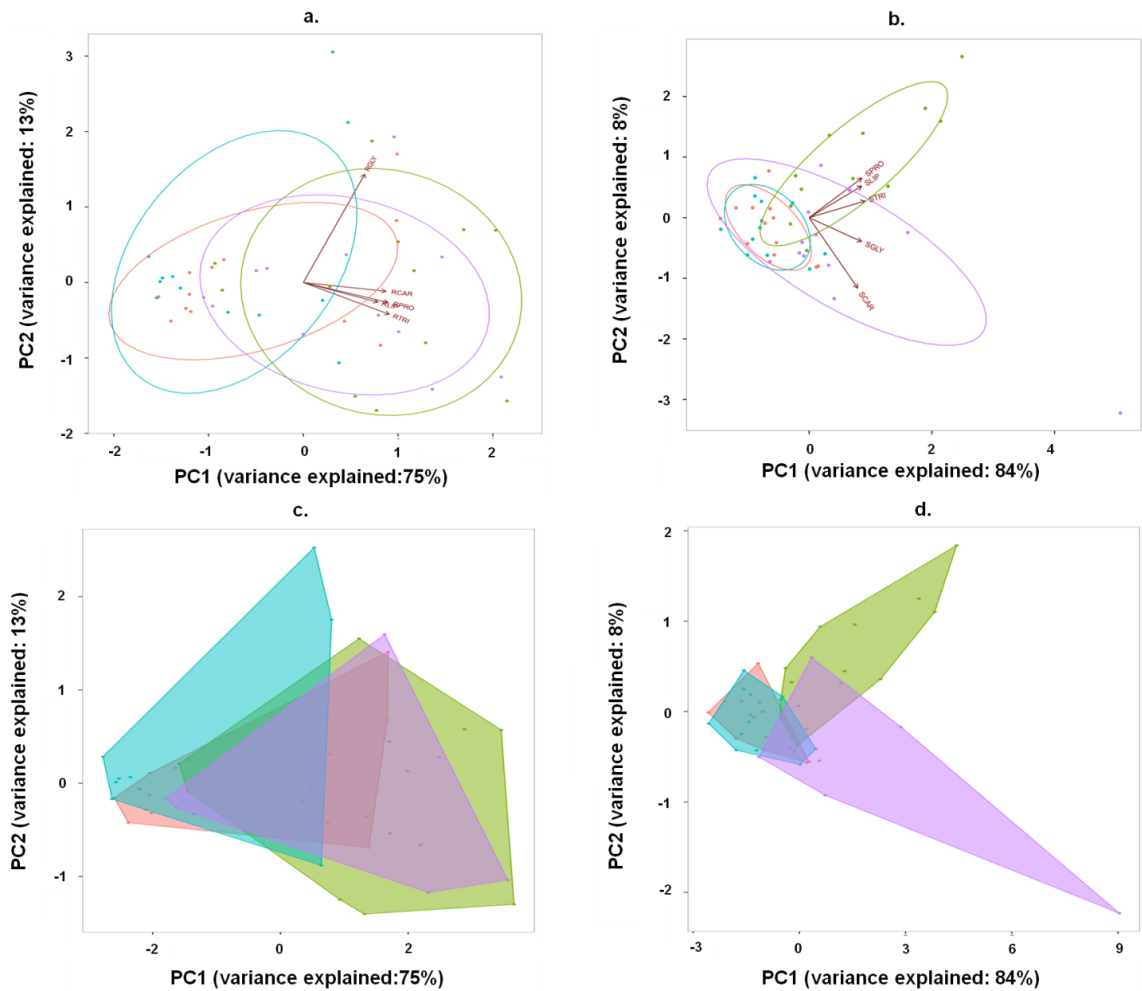 a.
3
2
1
0
-1
-2
-2
-1
0
1
2
PC2 (variance explained: 13%)
PC1 (variance explained:75%)
RGLY
RCAR
RPRO
RTRI
b.
2
1
0
-1
-2
-3
0
2
4
PC2 (variance explained: 8%)
PC1 (variance explained: 84%)
SPRO
SLIP
STRI
SGLY
SCAR
c.
2
1
0
-1
-2
0
2
PC2 (variance explained: 13%)
PC1 (variance explained:75%)
d.
2
1
0
-1
-2
-3
0
3
6
9
PC2 (variance explained: 8%)
PC1 (variance explained: 84%)